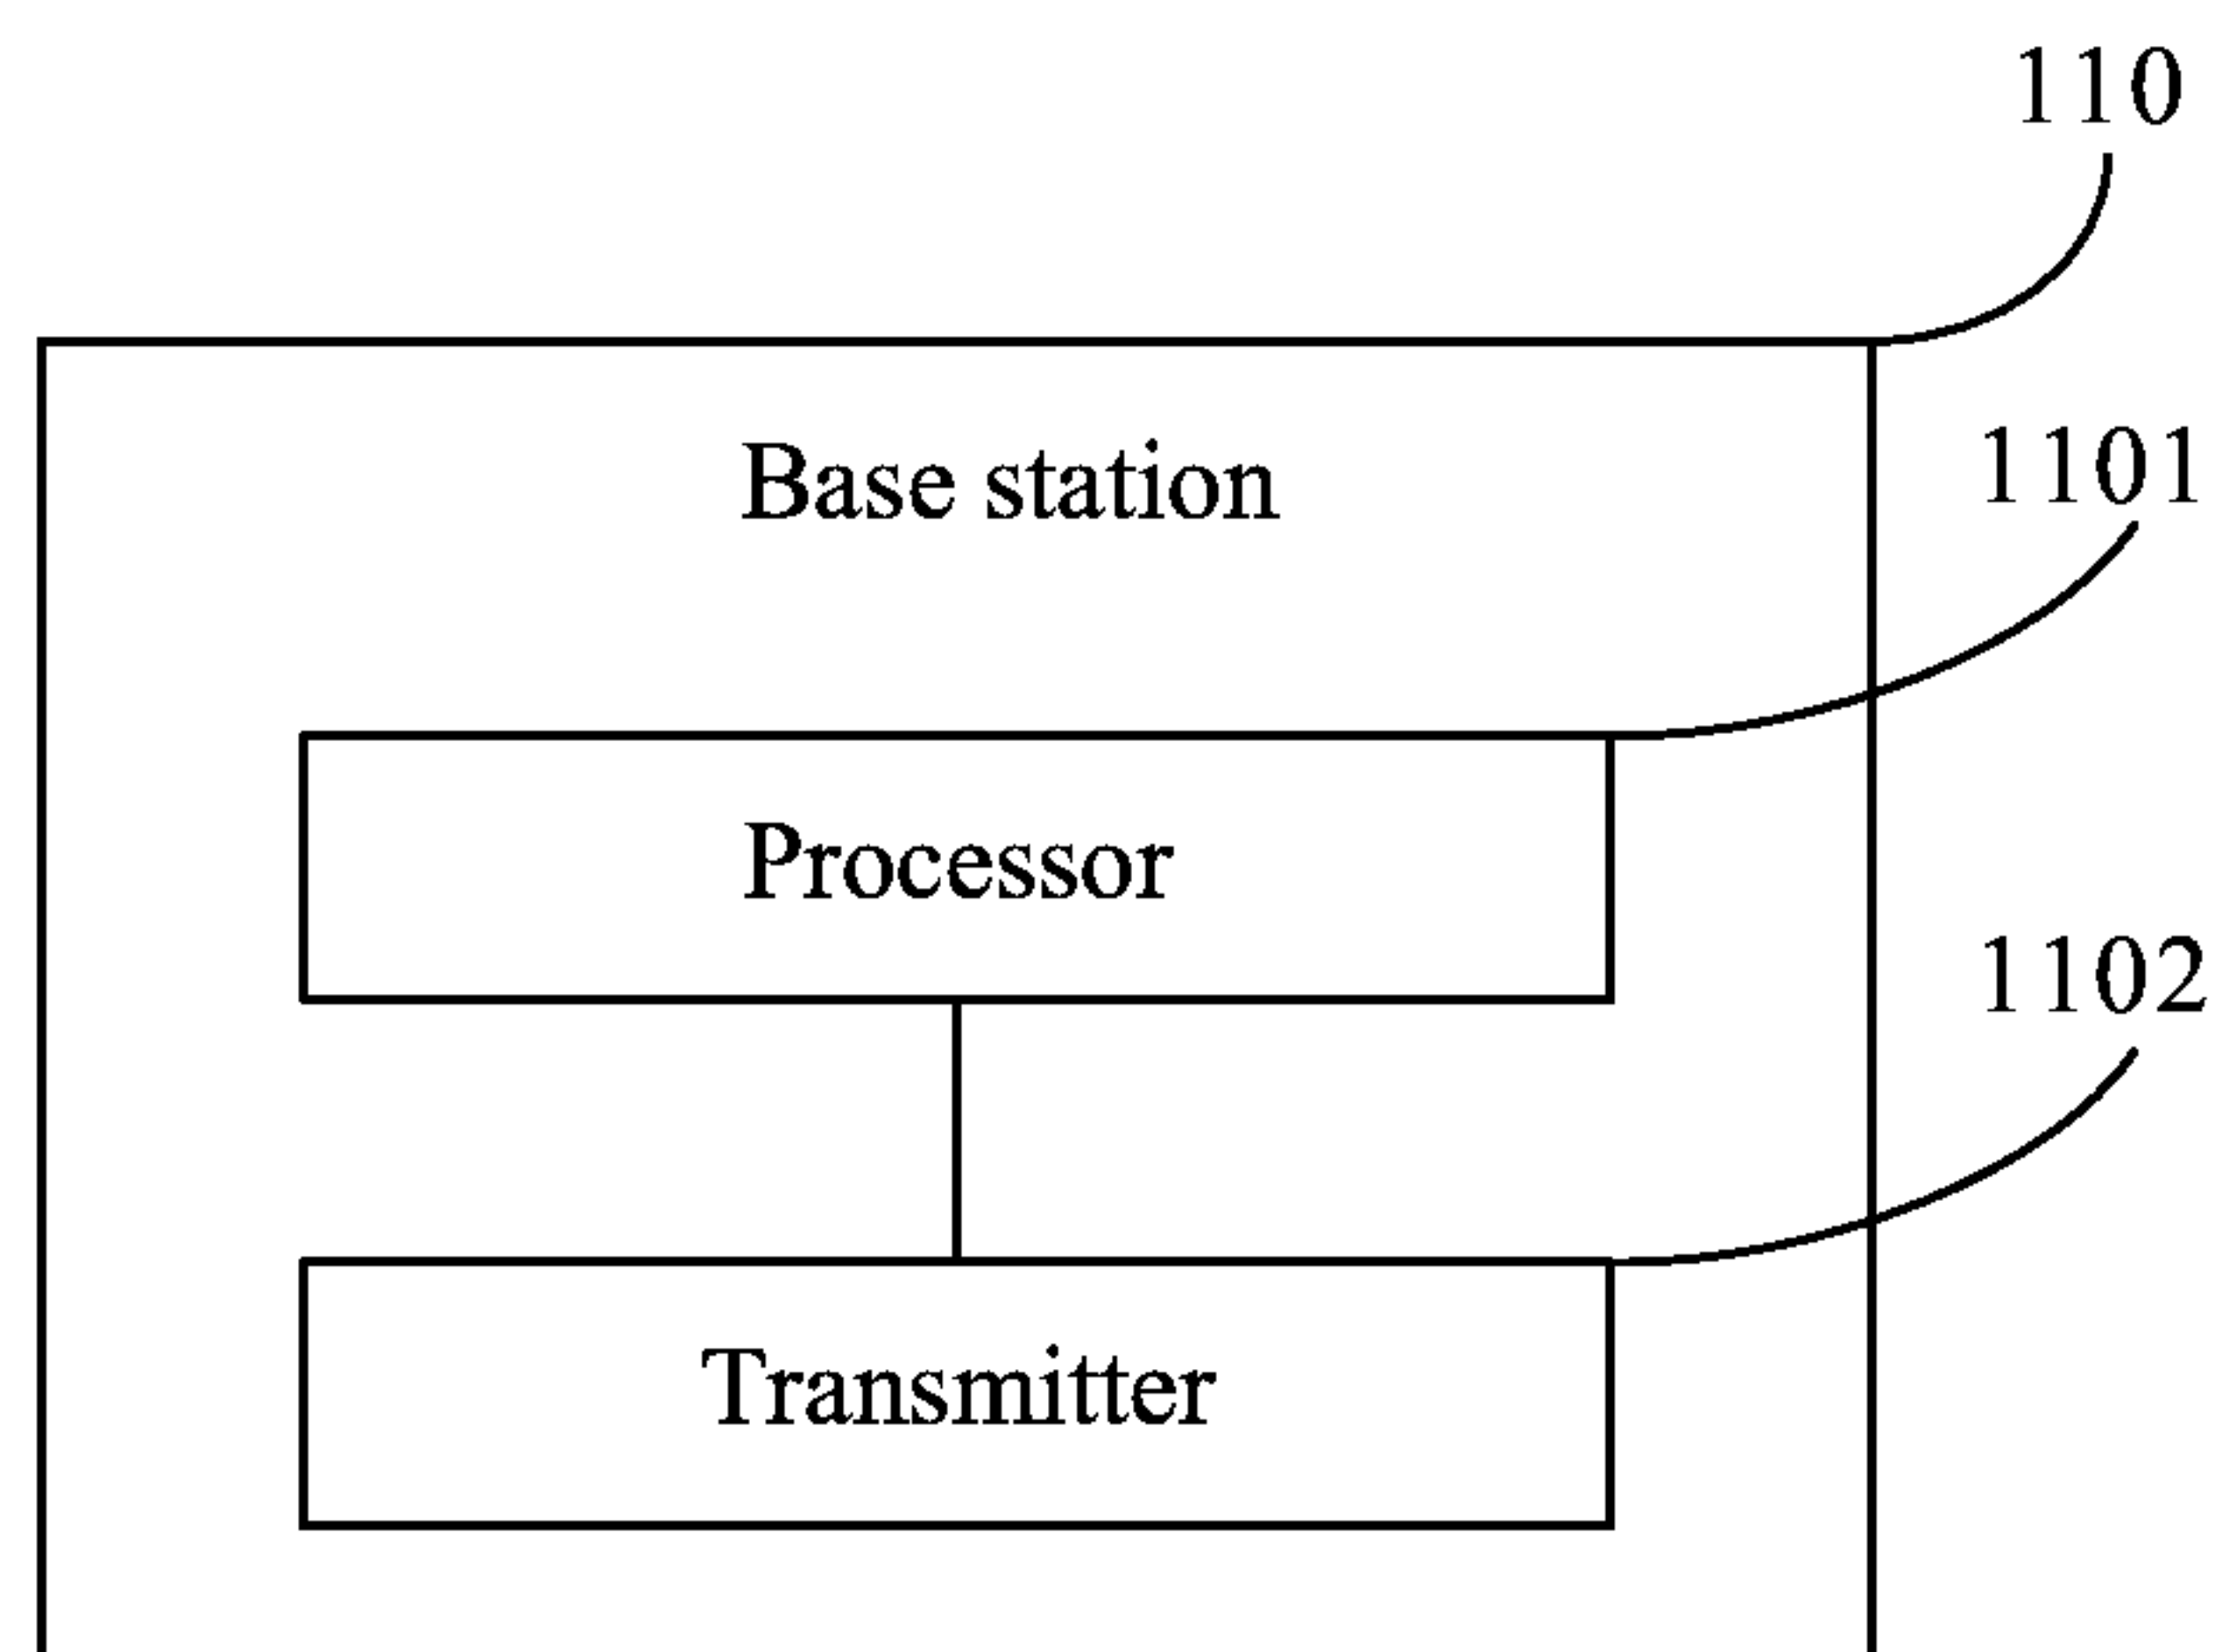 110
Base station
1101
Processor
1102
Transmitter